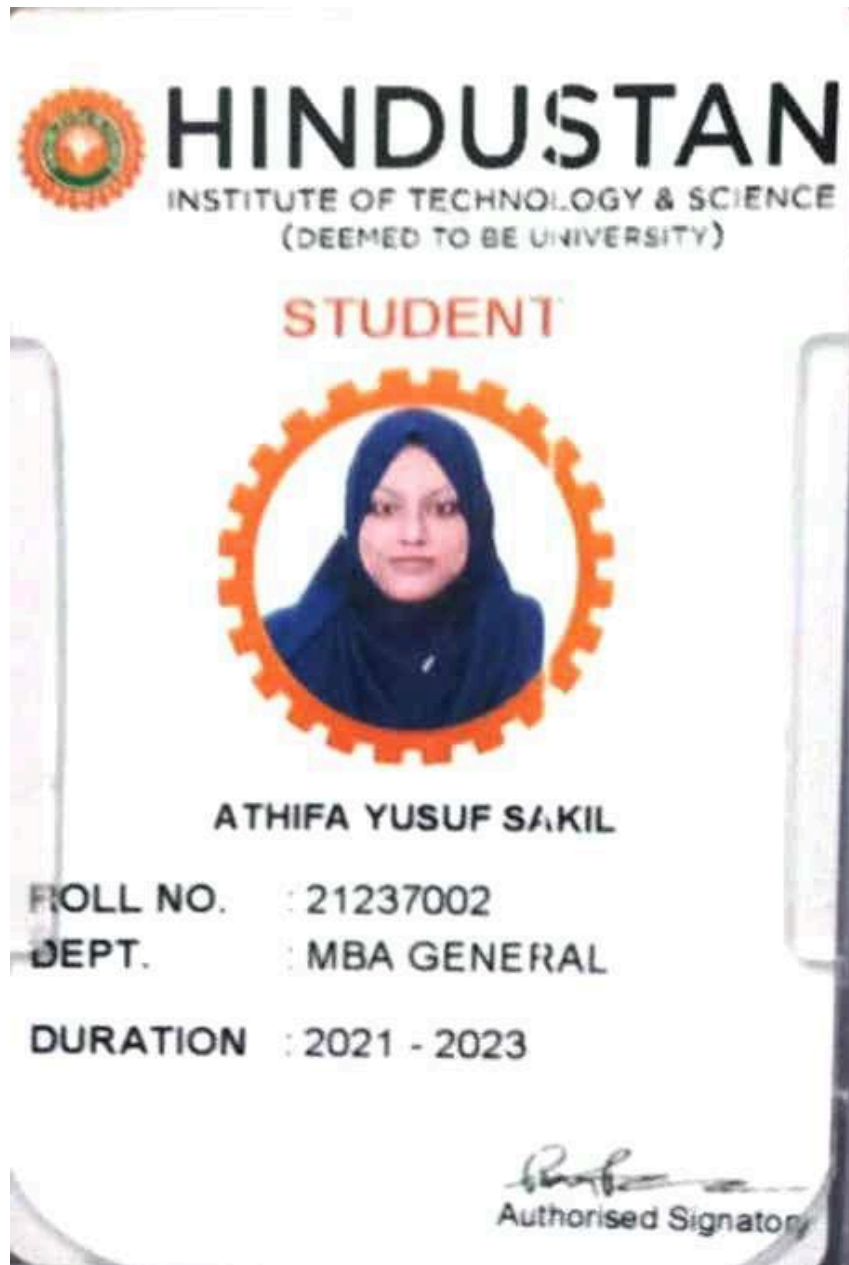 HINDUSTAN
INSTITUTE OF TECHNOLOGY & SCIENCE
(DEEMED TO BE UNIVERSITY)
STUDENT
ATHIFA YUSUF SAKIL
ROLL NO. : 21237002
DEPT. : MBA GENERAL
DURATION : 2021 - 2023
Authorised Signatory